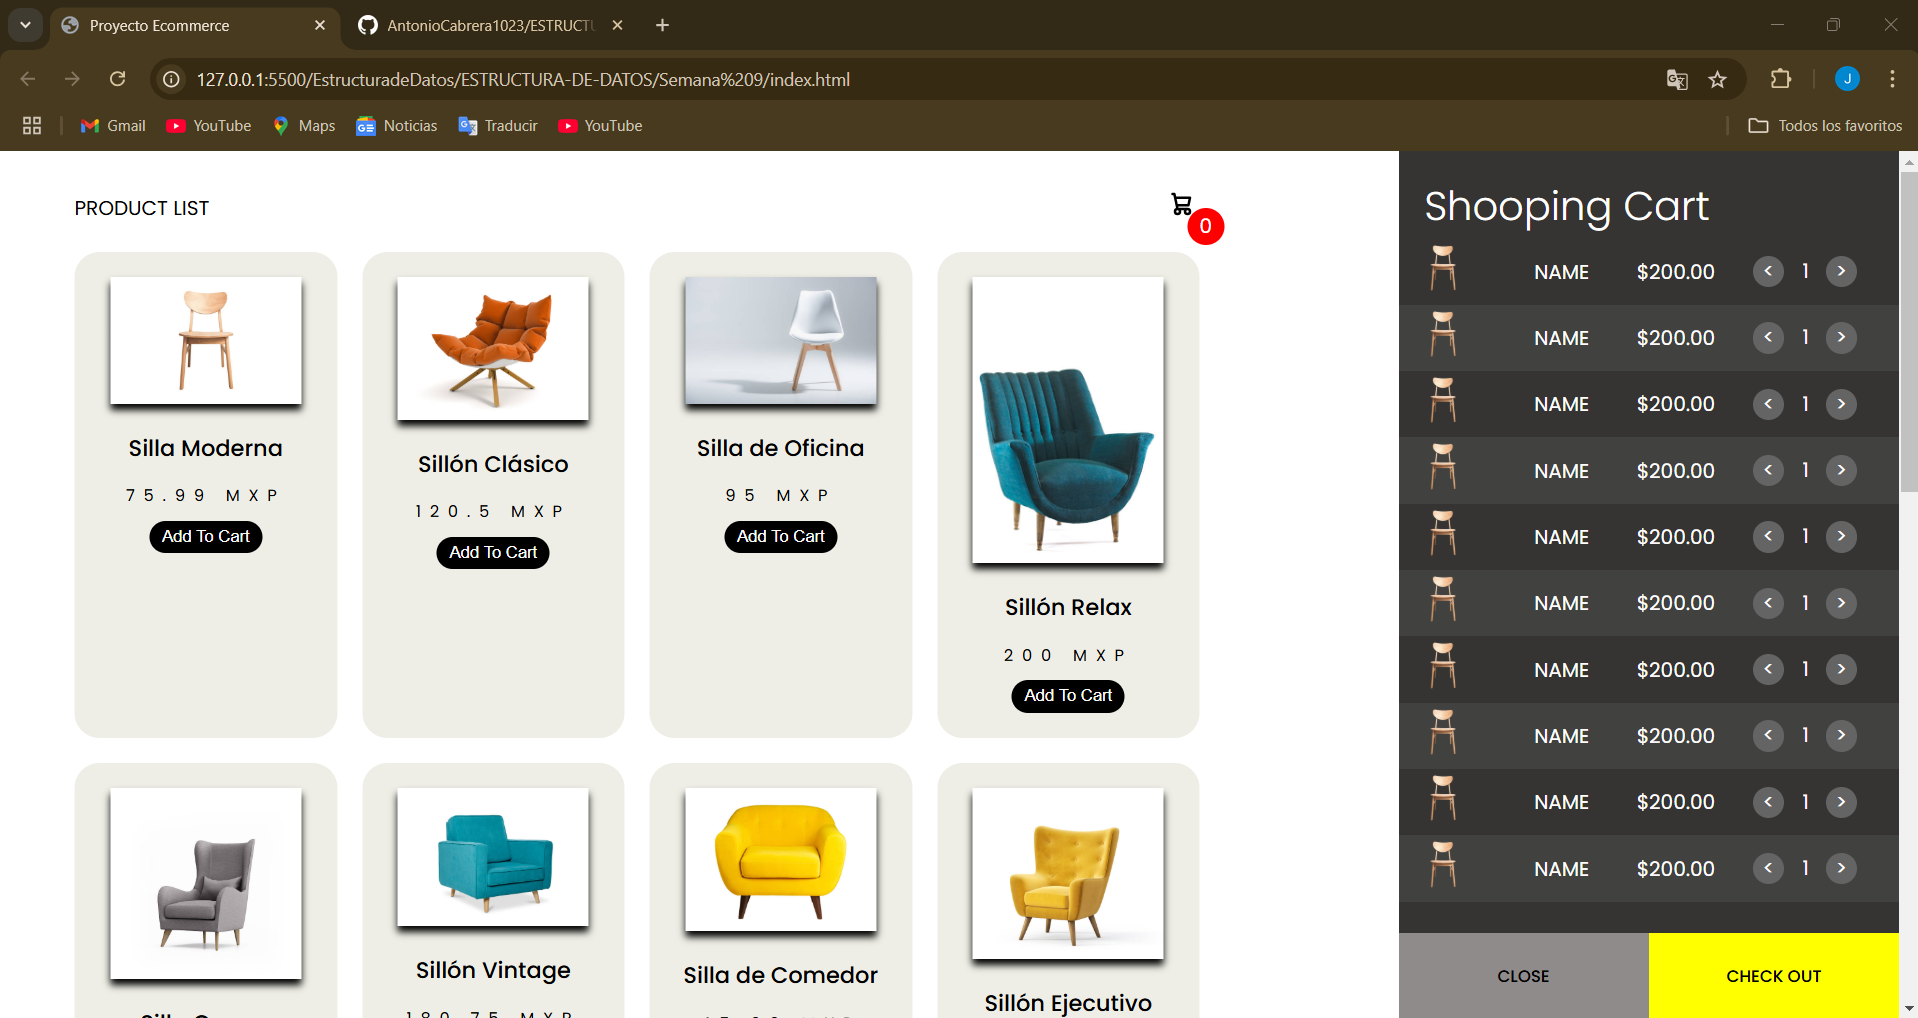 Proyecto Ecommerce
AntonioCabrera1023/ESTRUCTU
127.0.0.1:5500/EstructuradeDatos/ESTRUCTURA-DE-DATOS/Semana%209/index.html
J
Gmail
YouTube
Maps
Noticias
Traducir
YouTube
Todos los favoritos
PRODUCT LIST
0
Silla Moderna
75.99 MXP
Add To Cart
Sillón Clásico
120.5 MXP
Add To Cart
Silla de Oficina
95 MXP
Add To Cart
Sillón Relax
200 MXP
Add To Cart
Sillón Vintage
180.75 MXP
Silla de Comedor
Sillón Ejecutivo
Shooping Cart
NAME $200.00 < 1 >
NAME $200.00 < 1 >
NAME $200.00 < 1 >
NAME $200.00 < 1 >
NAME $200.00 < 1 >
NAME $200.00 < 1 >
NAME $200.00 < 1 >
NAME $200.00 < 1 >
NAME $200.00 < 1 >
NAME $200.00 < 1 >
CLOSE
CHECK OUT